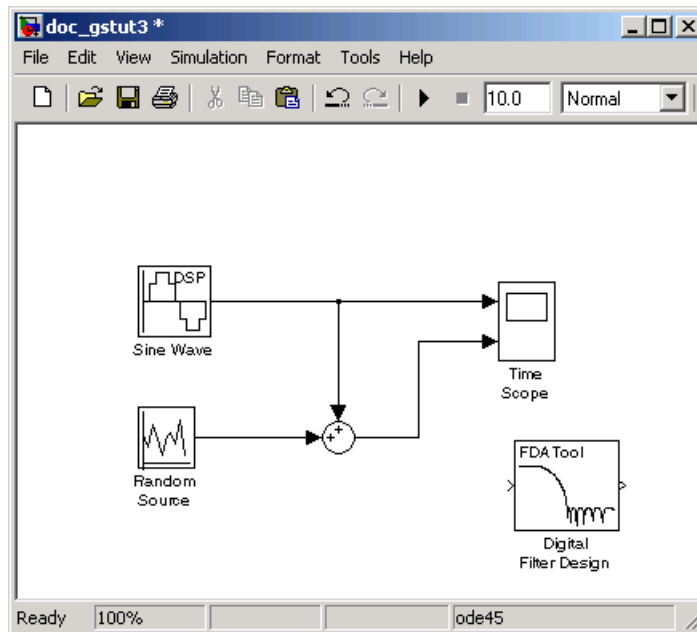 doc_gstut3 *
File Edit View Simulation Format Tools Help
10.0 Normal
DSP
Sine Wave
Time
Scope
Random
Source
++
FDATool
Digital
Filter Design
Ready 100% ode45